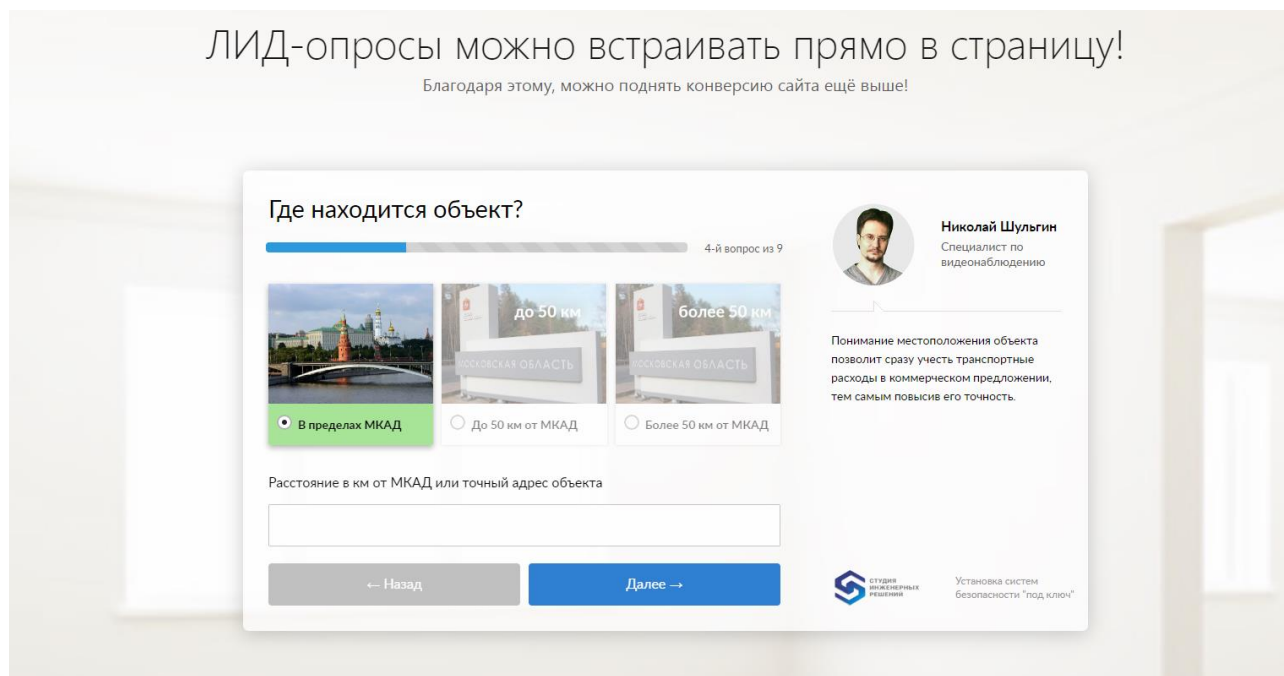 ЛИД-опросы можно встраивать прямо в страницу!
Благодаря этому, можно поднять конверсию сайта ещё выше!
Где находится объект?
4-й вопрос из 9
до 50 км
МОСКОВСКАЯ ОБЛАСТЬ
более 50 км
МОСКОВСКАЯ ОБЛАСТЬ
В пределах МКАД
До 50 км от МКАД
Более 50 км от МКАД
Расстояние в км от МКАД или точный адрес объекта
← Назад
Далее →
Николай Шульгин
Специалист по
видеонаблюдению
Понимание местоположения объекта
позволит сразу учесть транспортные
расходы в коммерческом предложении,
тем самым повысив его точность.
СТУДИЯ
ИНЖЕНЕРНЫХ
РЕШЕНИЙ
Установка систем
безопасности "под ключ"